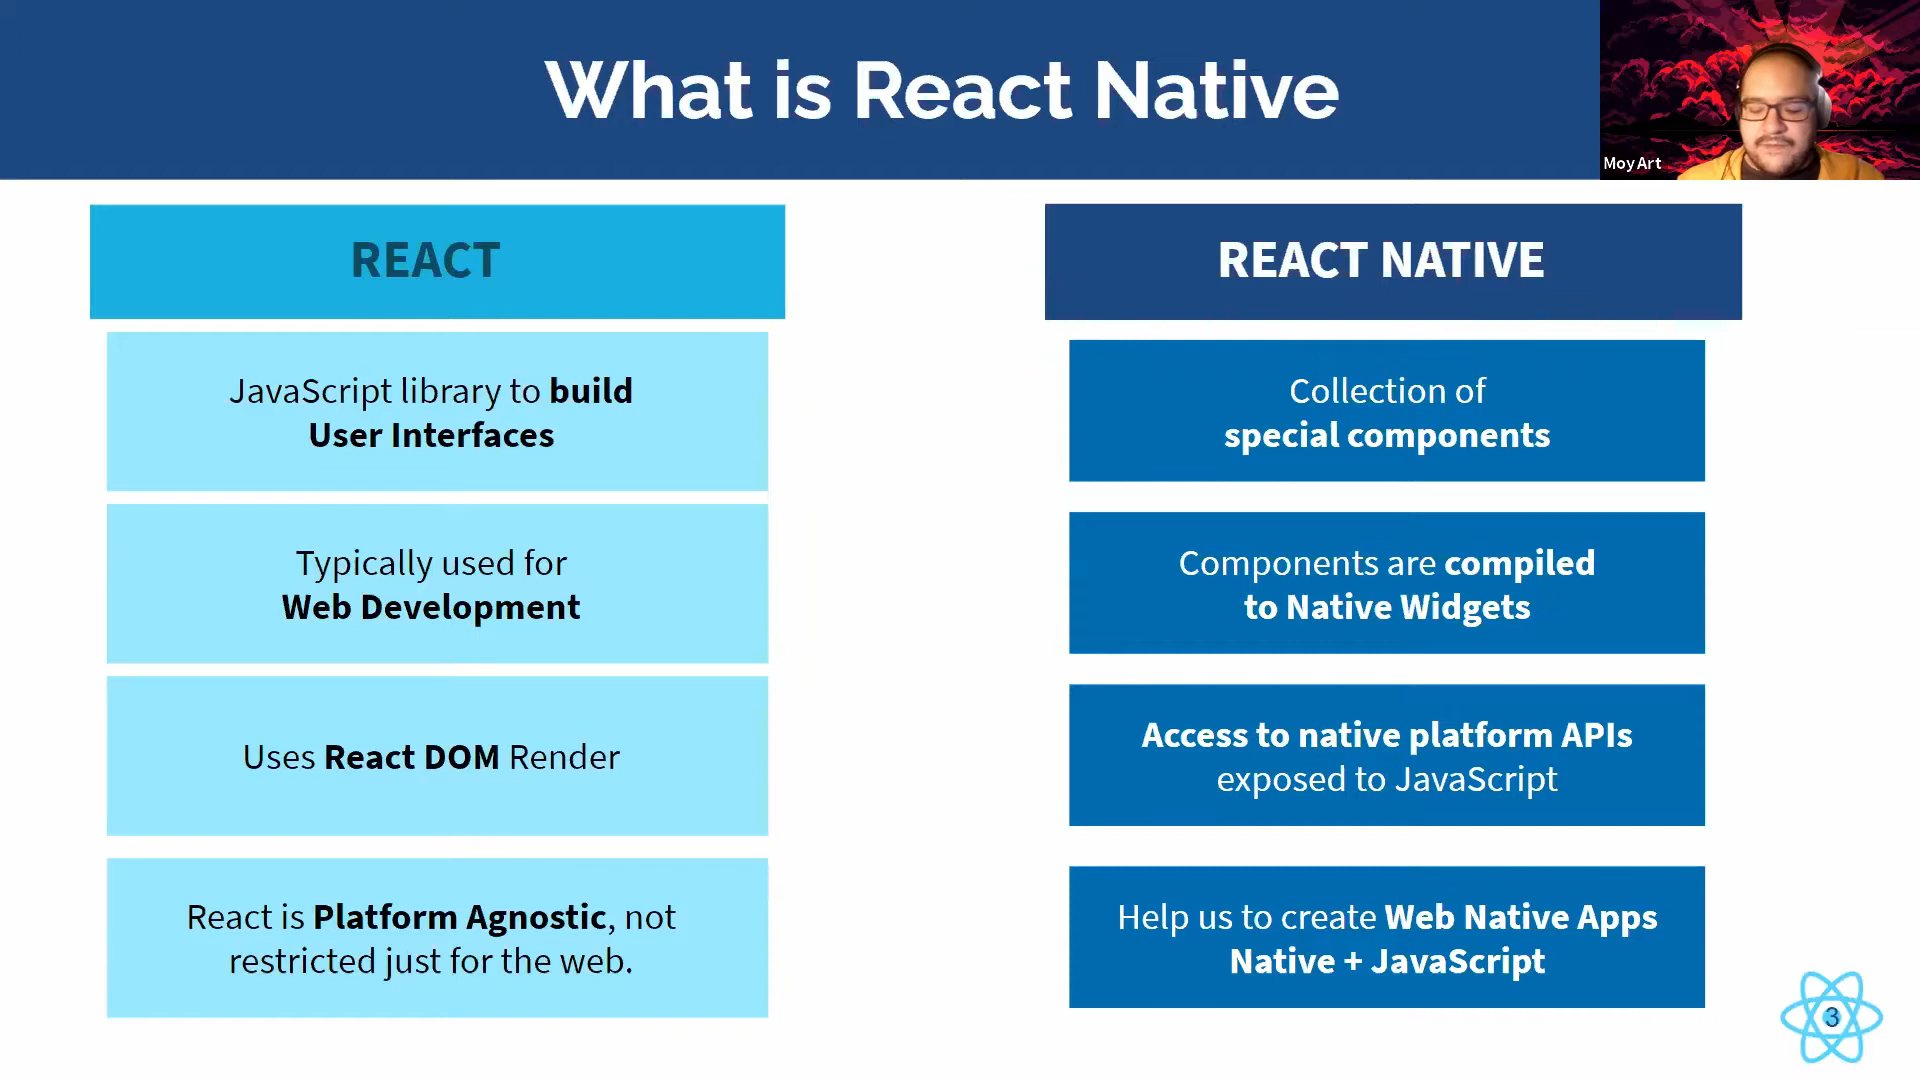 What is React Native
Moy Art
REACT
JavaScript library to build
User Interfaces
Typically used for
Web Development
Uses React DOM Render
React is Platform Agnostic, not
restricted just for the web.
REACT NATIVE
Collection of
special components
Components are compiled
to Native Widgets
Access to native platform APIs
exposed to JavaScript
Help us to create Web Native Apps
Native + JavaScript
3